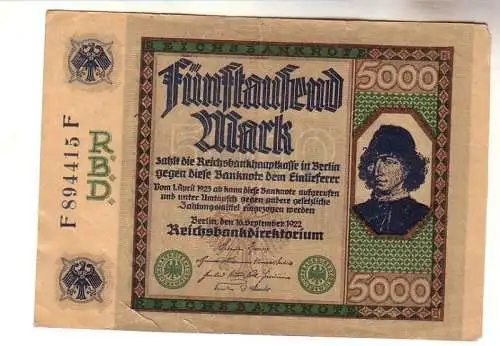 REICHSBANKNOTE
Fünftausend
Mark
5000
zahlt die Reichsbankhauptkasse in Berlin
gegen diese Banknote dem Einlieferer
Vom 1. April 1923 ab kann diese Banknote aufgerufen
und unter Umtausch gegen andere gesetzliche
Zahlungsmittel eingezogen werden
Berlin, den 16. September 1922
Reichsbankdirektorium
5000
REICHSBANKNOTE
R.B.D.
F 894415 F